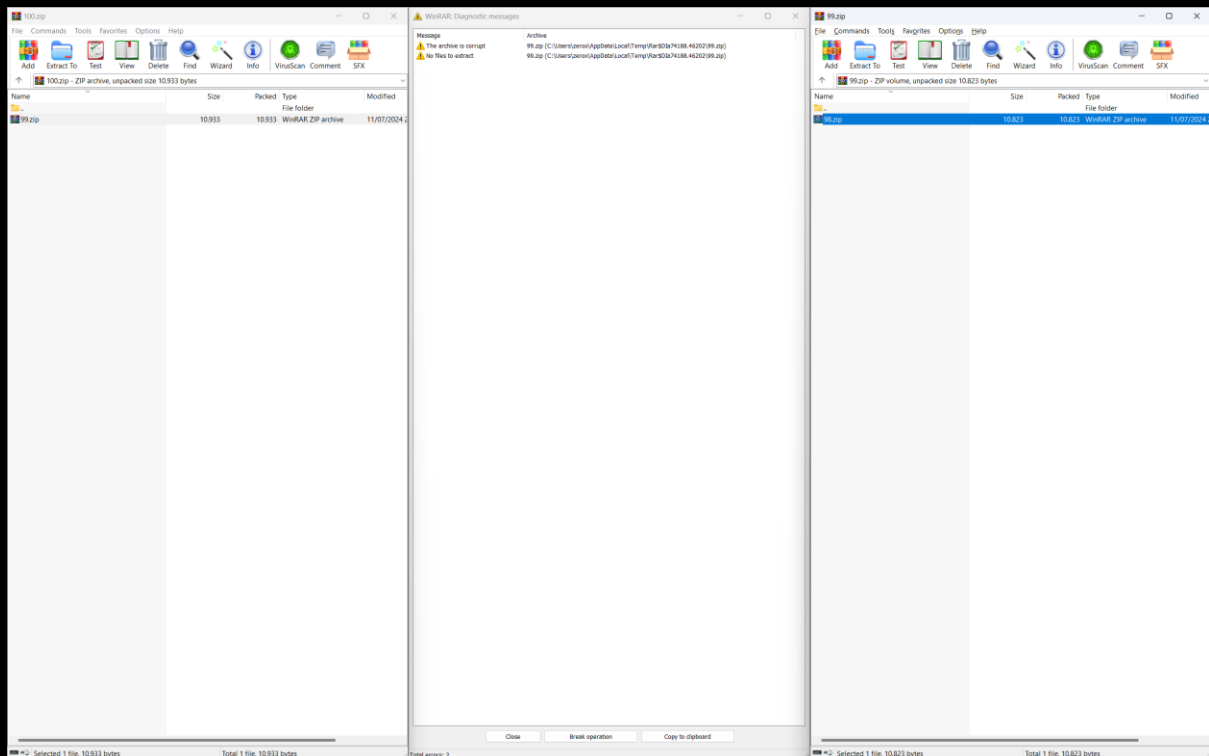 100.zip
File Commands Tools Favorites Options Help
Add Extract To Test View Delete Find Wizard Info VirusScan Comment SFX
100.zip - ZIP archive, unpacked size 10.933 bytes
Name Size Packed Type Modified
.. File folder
99.zip 10.933 10.933 WinRAR ZIP archive 11/07/2024 2
Selected 1 file, 10.933 bytes Total 1 file, 10.933 bytes
WinRAR: Diagnostic messages
Message Archive
The archive is corrupt 99.zip (C:\Users\zerox\AppData\Local\Temp\Rar$DIa74188.46202\99.zip)
No files to extract 99.zip (C:\Users\zerox\AppData\Local\Temp\Rar$DIa74188.46202\99.zip)
Close Break operation Copy to clipboard
Total errors: 2
99.zip
File Commands Tools Favorites Options Help
Add Extract To Test View Delete Find Wizard Info VirusScan Comment SFX
99.zip - ZIP volume, unpacked size 10.823 bytes
Name Size Packed Type Modified
.. File folder
98.zip 10.823 10.823 WinRAR ZIP archive 11/07/2024
Selected 1 file, 10.823 bytes Total 1 file, 10.823 bytes